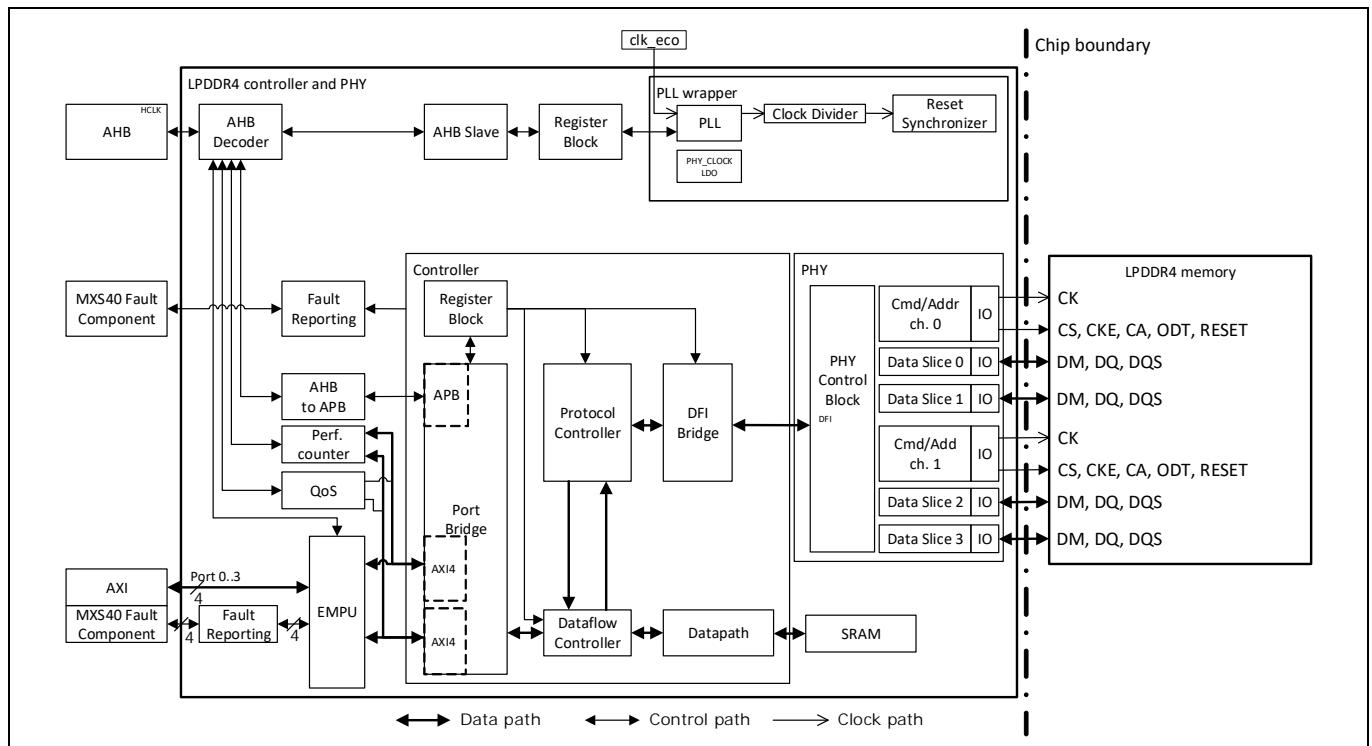 clk_eco
Chip boundary
LPDDR4 controller and PHY
PLL wrapper
HCLK
AHB
AHB
Decoder
AHB Slave
Register
Block
PLL
Clock Divider
Reset
Synchronizer
PHY_CLOCK
LDO
Controller
PHY
LPDDR4 memory
MXS40 Fault
Component
Fault
Reporting
Register
Block
Cmd/Addr
ch. 0
IO
CK
CS, CKE, CA, ODT, RESET
Data Slice 0
IO
DM, DQ, DQS
PHY
Control
Block
DFI
AHB
to APB
APB
Protocol
Controller
DFI
Bridge
Data Slice 1
IO
DM, DQ, DQS
Perf.
counter
Cmd/Add
ch. 1
IO
CK
CS, CKE, CA, ODT, RESET
QoS
Port
Bridge
Data Slice 2
IO
DM, DQ, DQS
Data Slice 3
IO
DM, DQ, DQS
AXI
Port 0..3
4
EMPU
AXI4
MXS40 Fault
Component
4
Fault
Reporting
4
AXI4
Dataflow
Controller
Datapath
SRAM
Data path
Control path
Clock path